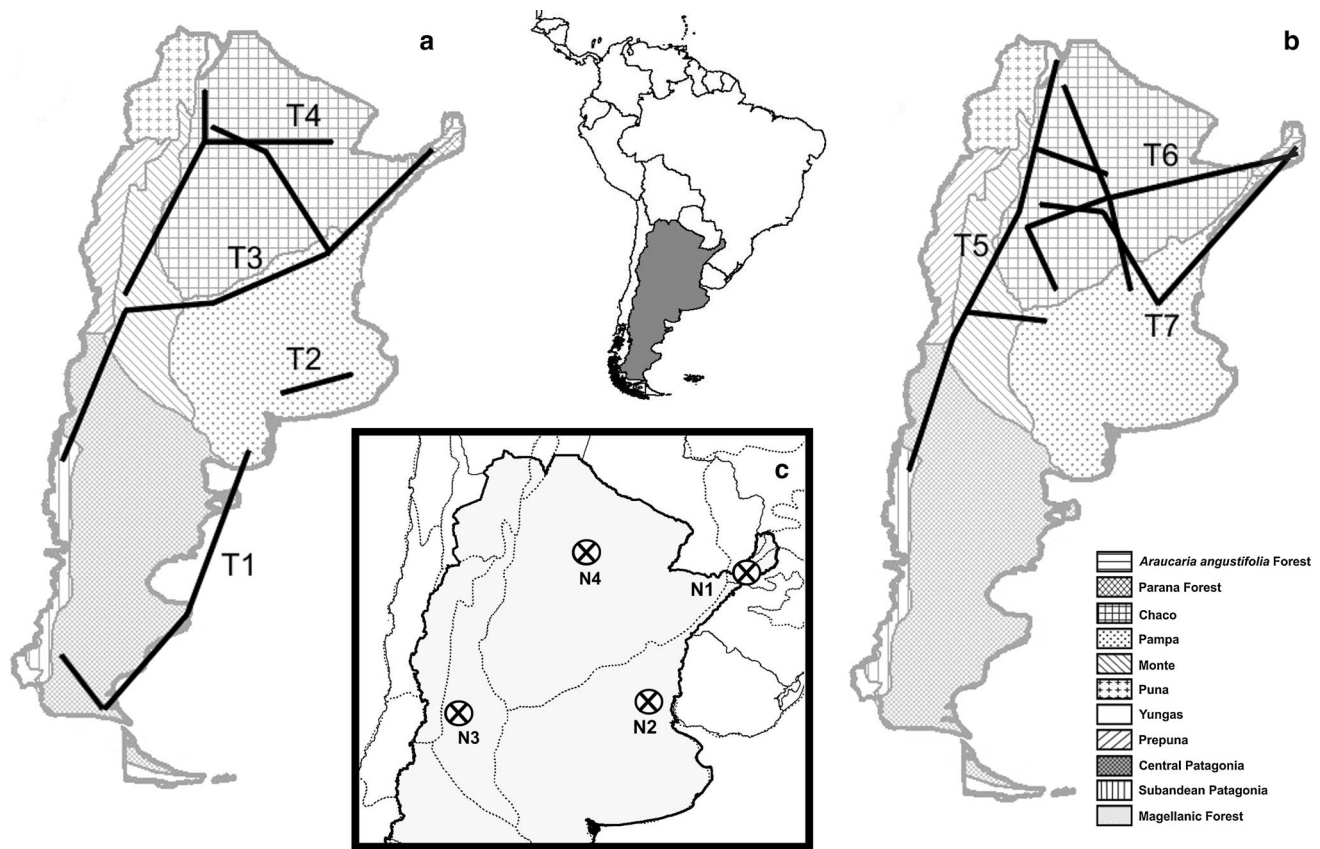 a
b
T4
T3
T2
T1
T6
T5
T7
c
N4
N1
N3
N2
Araucaria angustifolia Forest
Parana Forest
Chaco
Pampa
Monte
Puna
Yungas
Prepuna
Central Patagonia
Subandean Patagonia
Magellanic Forest